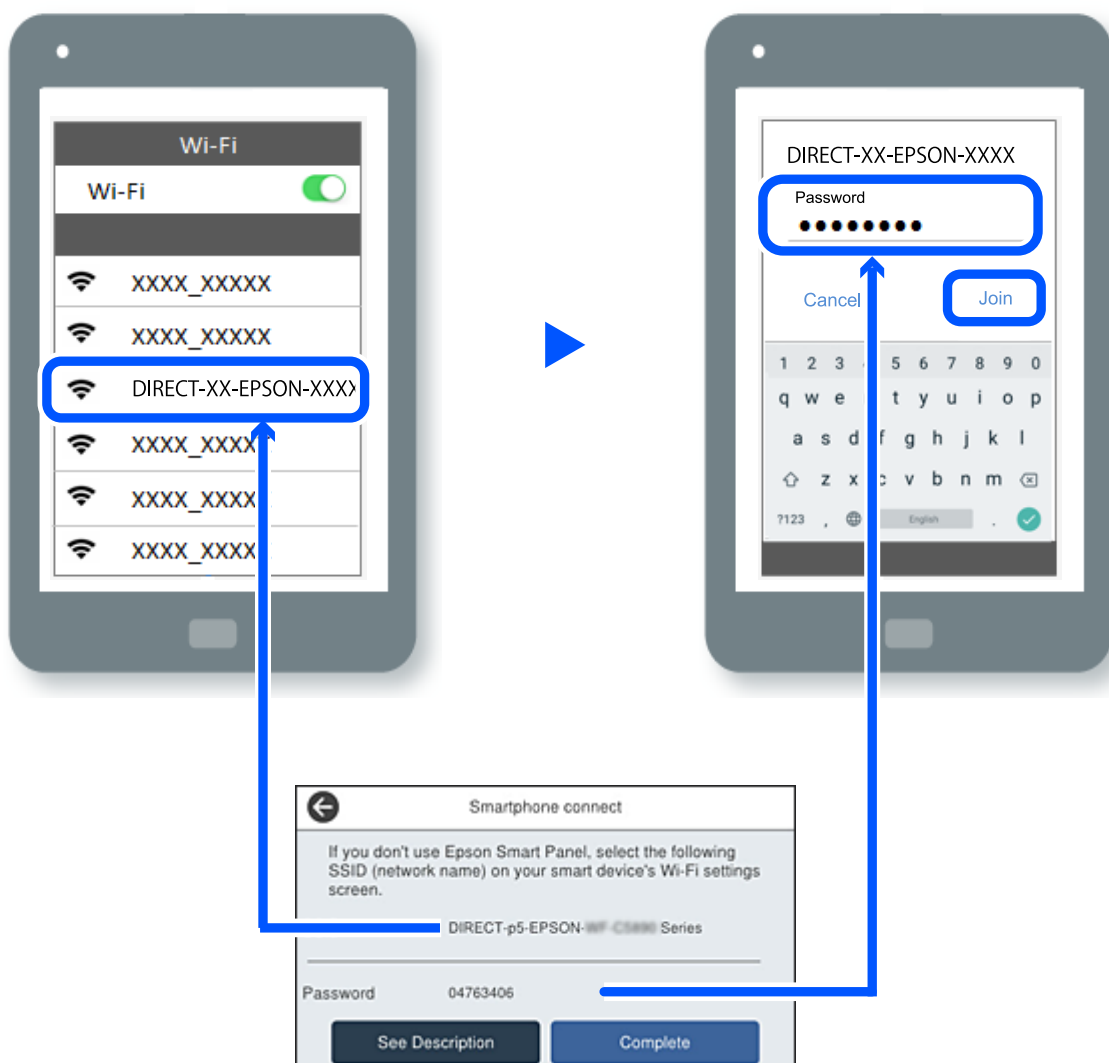 Wi-Fi
Wi-Fi
XXXX_XXXXX
XXXX_XXXXX
DIRECT-XX-EPSON-XXXX
XXXX_XXXX
XXXX_XXXX
XXXX_XXXX
DIRECT-XX-EPSON-XXXX
Password
Cancel
Join
1 2 3 5 6 7 8 9 0
q w e t y u i o p
a s d f g h j k l
z x c v b n m
?123 , English .
Smartphone connect
If you don't use Epson Smart Panel, select the following
SSID (network name) on your smart device's Wi-Fi settings
screen.
DIRECT-p5-EPSON- Series
Password 04763406
See Description
Complete